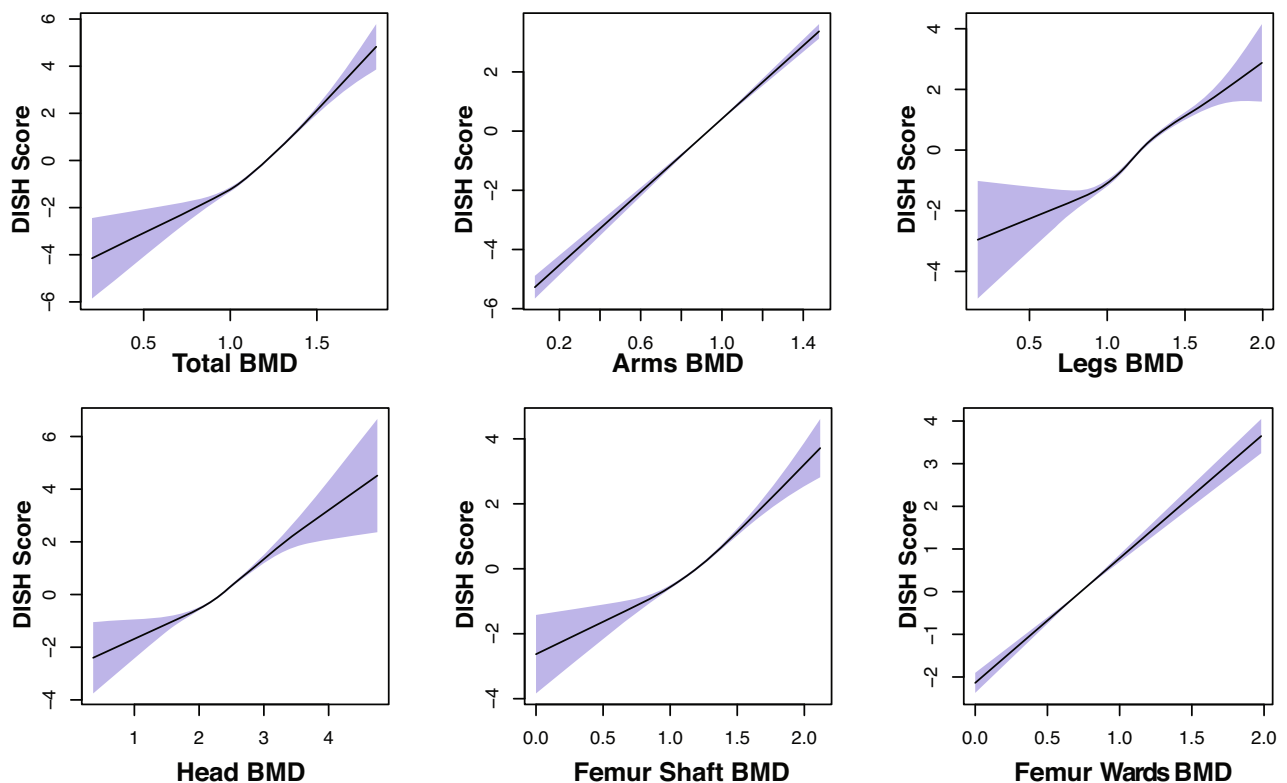 DISH Score
6
4
2
0
−2
−4
−6
0.5 1.0 1.5
Total BMD
DISH Score
2
0
−2
−4
−6
0.2 0.6 1.0 1.4
Arms BMD
DISH Score
4
2
0
−2
−4
0.5 1.0 1.5 2.0
Legs BMD
DISH Score
6
4
2
0
−2
−4
1 2 3 4
Head BMD
DISH Score
4
2
0
−2
−4
0.0 0.5 1.0 1.5 2.0
Femur Shaft BMD
DISH Score
4
3
2
1
0
−1
−2
0.0 0.5 1.0 1.5 2.0
Femur Wards BMD